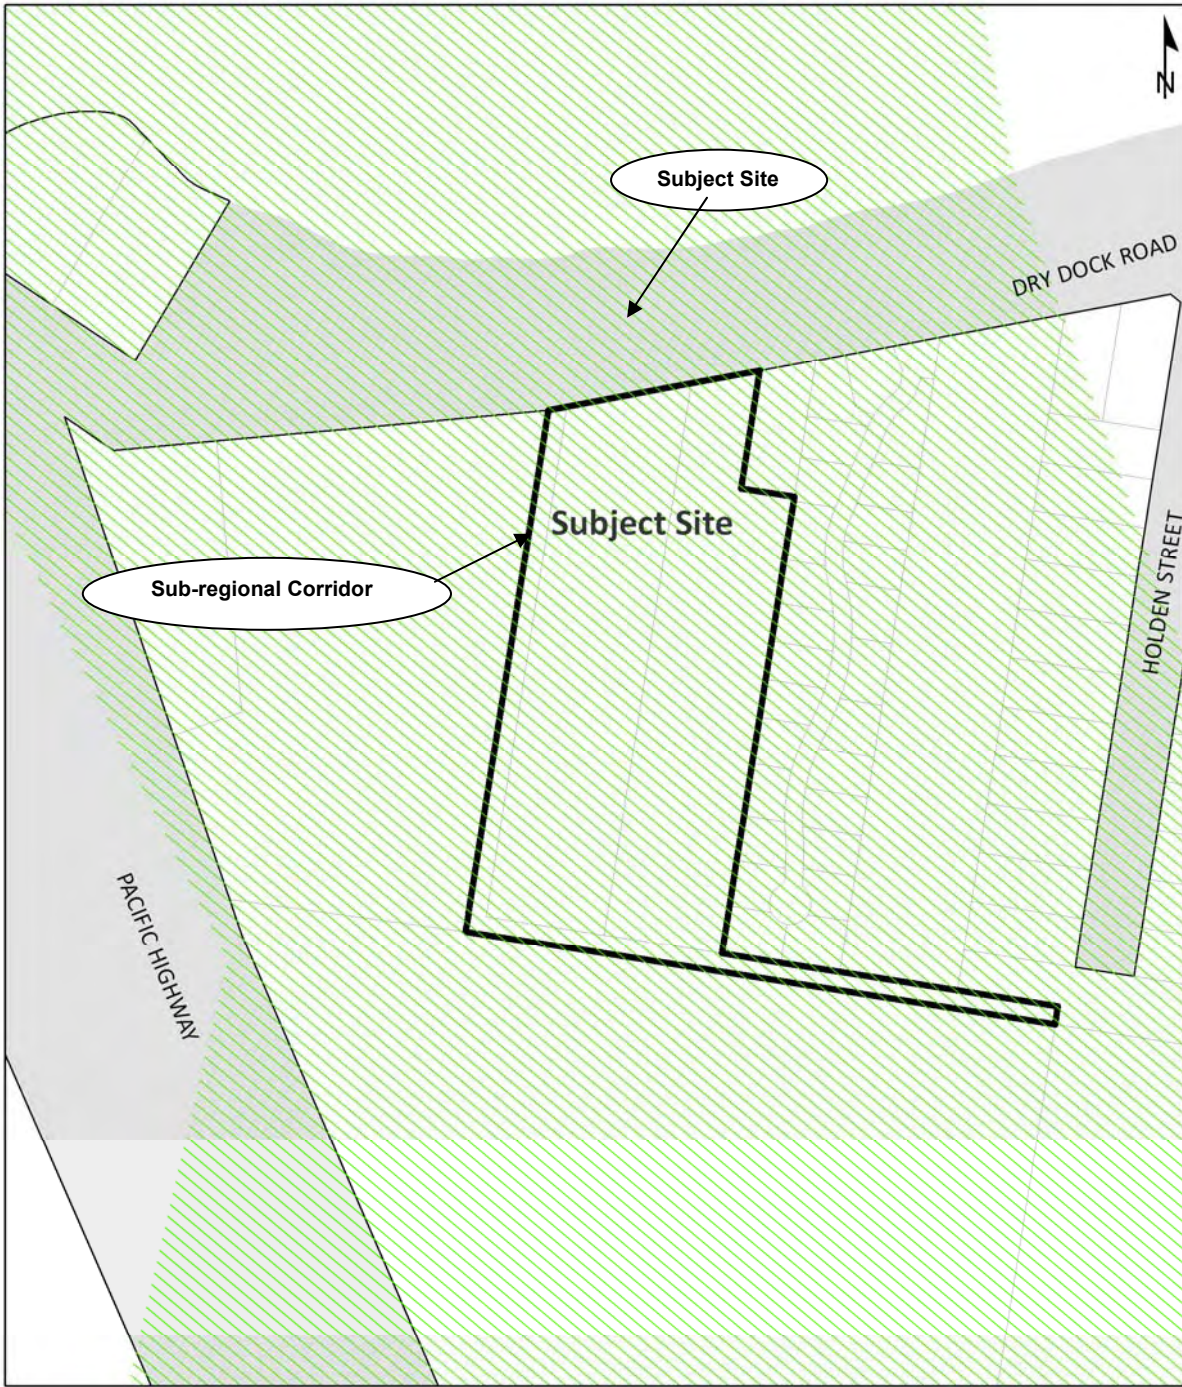 N
Subject Site
DRY DOCK ROAD
Subject Site
Sub-regional Corridor
HOLDEN STREET
PACIFIC HIGHWAY